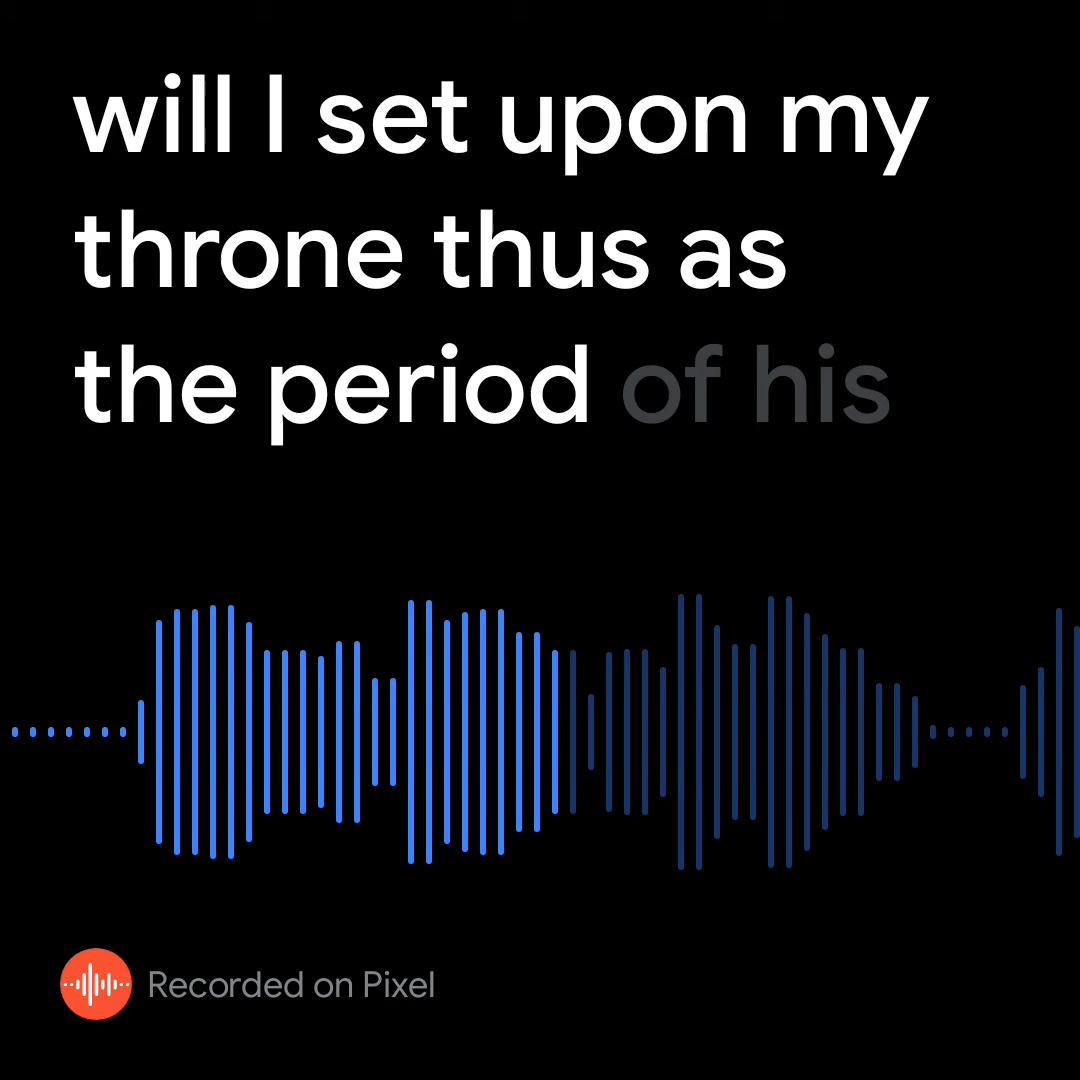 will I set upon my
throne thus as
the period of his
Recorded on Pixel